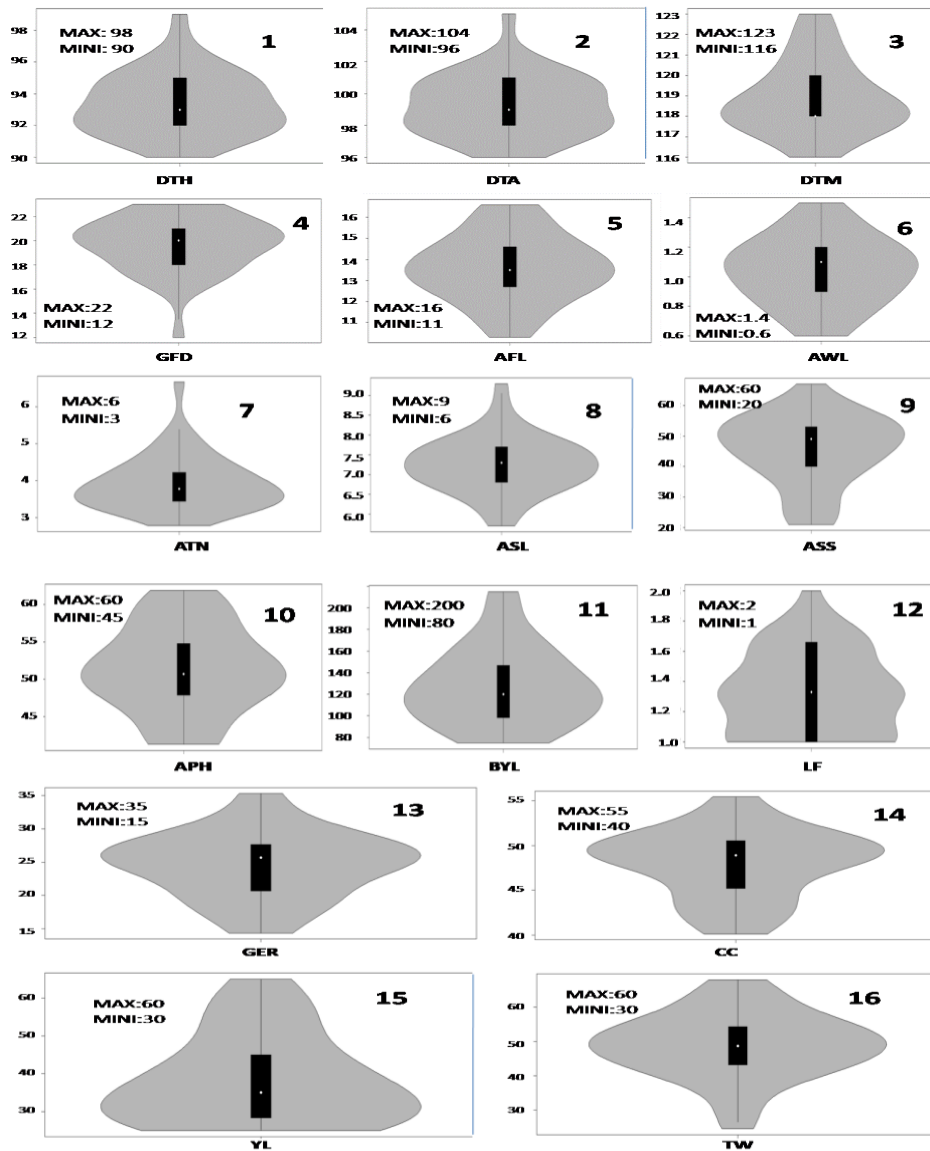 98
96
94
92
90
MAX: 98
MINI: 90
1
DTH
104
102
100
98
96
MAX:104
MINI:96
2
DTA
123
122
120
119
118
117
116
MAX:123
MINI:116
3
DTM
22
20
18
16
14
12
4
MAX:22
MINI:12
GFD
16
15
14
13
11
5
MAX:16
MINI:11
AFL
1.4
1.2
1.0
0.8
0.6
6
MAX:1.4
MINI:0.6
AWL
6
5
4
3
MAX:6
MINI:3
7
ATN
9.0
8.5
8.0
7.5
7.0
6.5
6.0
MAX:9
MINI:6
8
ASL
60
50
40
30
20
MAX:60
MINI:20
9
ASS
60
55
50
45
MAX:60
MINI:45
10
APH
200
180
160
140
120
100
80
MAX:200
MINI:80
11
BYL
2.0
1.8
1.6
1.4
1.2
1.0
MAX:2
MINI:1
12
LF
35
30
25
20
15
MAX:35
MINI:15
13
GER
55
50
45
40
MAX:55
MINI:40
14
CC
60
50
40
30
MAX:60
MINI:30
15
YL
60
50
40
30
MAX:60
MINI:30
16
TW